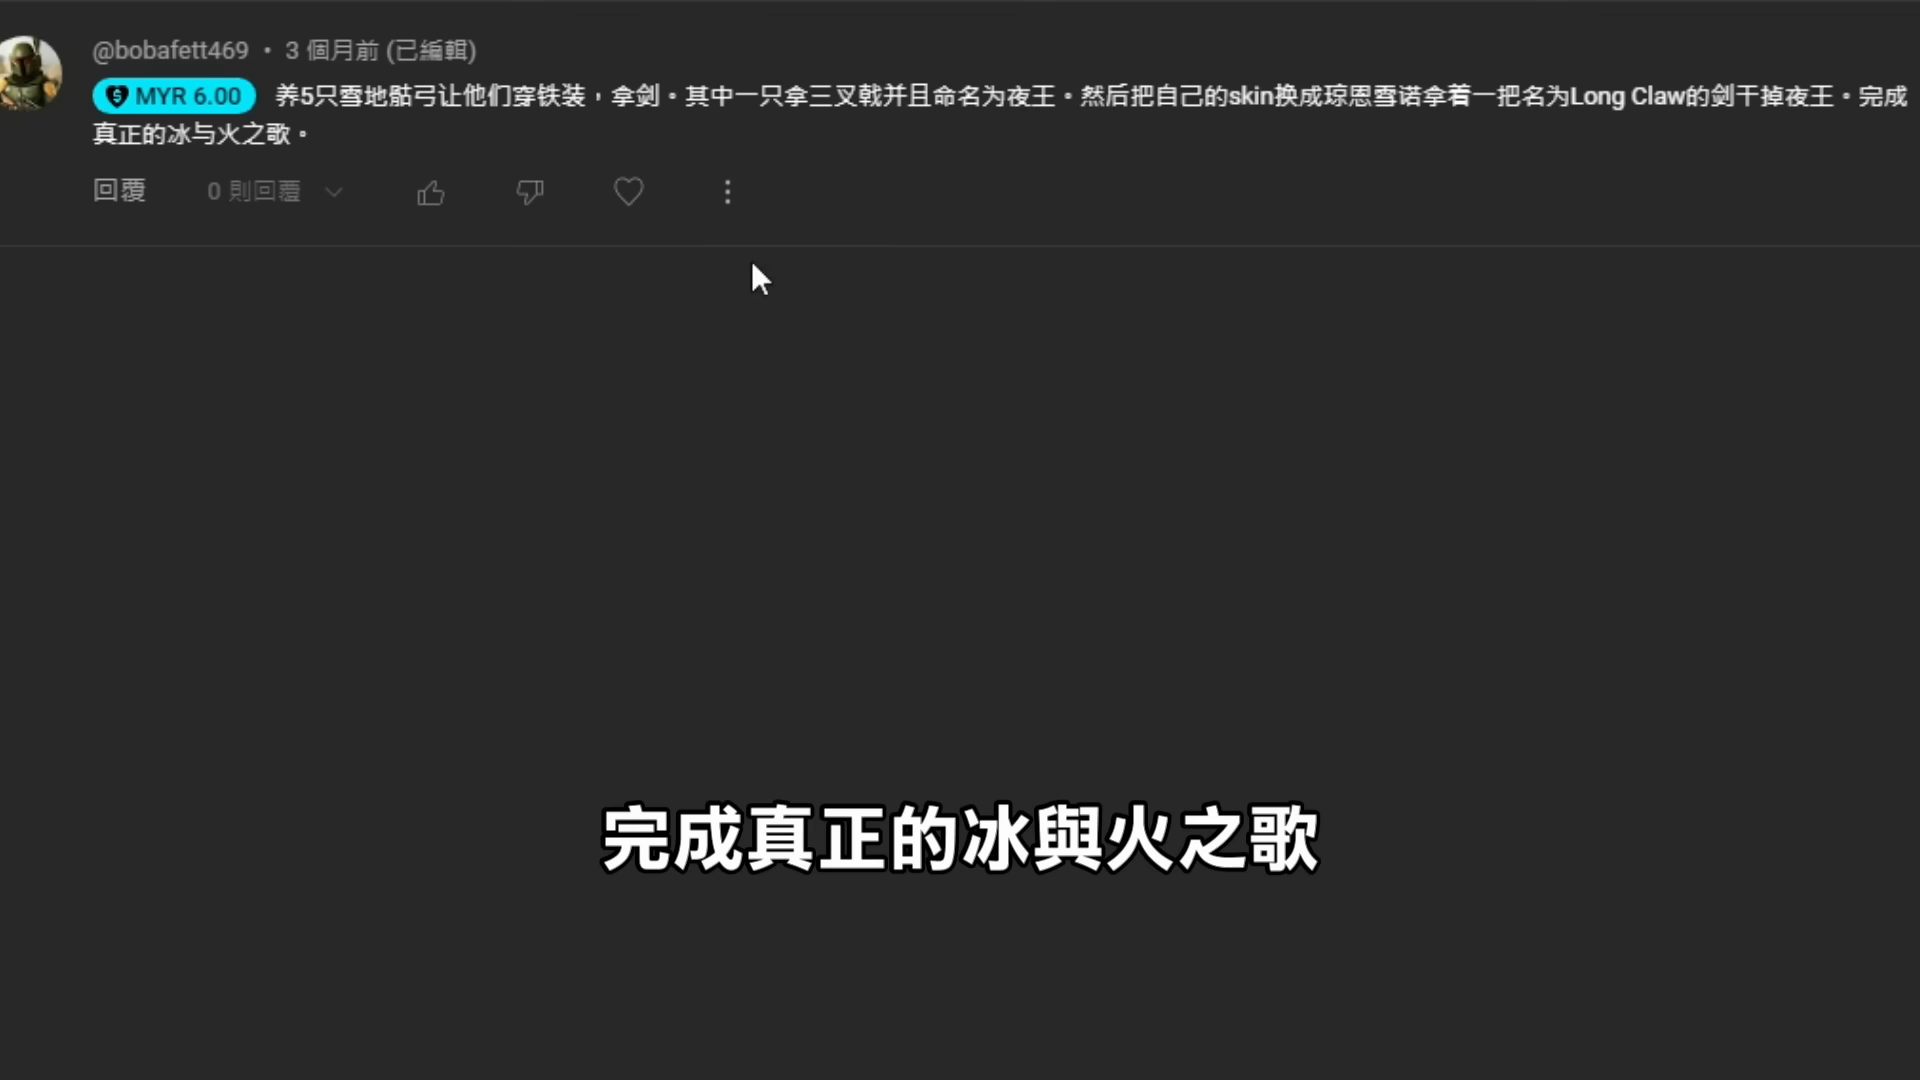 @bobafett469 • 3 個月前 (已編輯)
MYR 6.00 养5只雪地骷弓让他们穿铁装，拿剑。其中一只拿三叉戟并且命名为夜王。然后把自己的skin换成琼恩雪诺拿着一把名为Long Claw的剑干掉夜王。完成
真正的冰与火之歌。
回覆 0 則回覆
完成真正的冰與火之歌